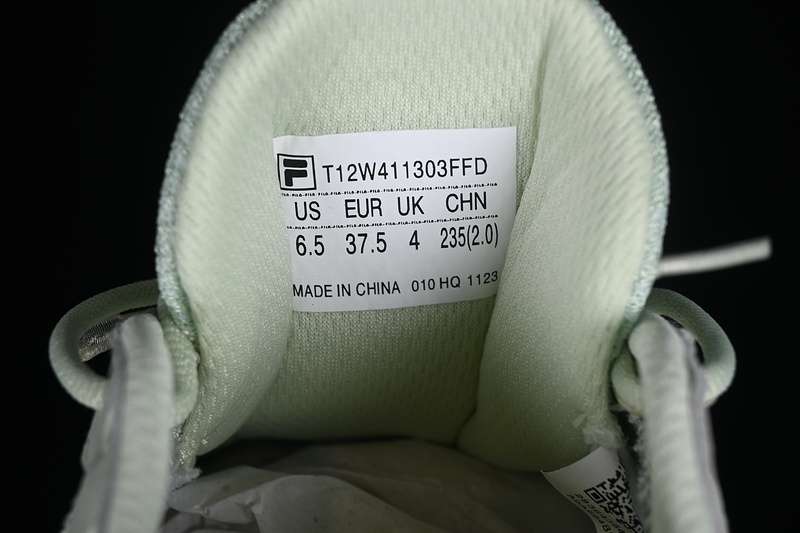 T12W411303FFD
US EUR UK CHN
6.5 37.5 4 235(2.0)
MADE IN CHINA 010 HQ 1123